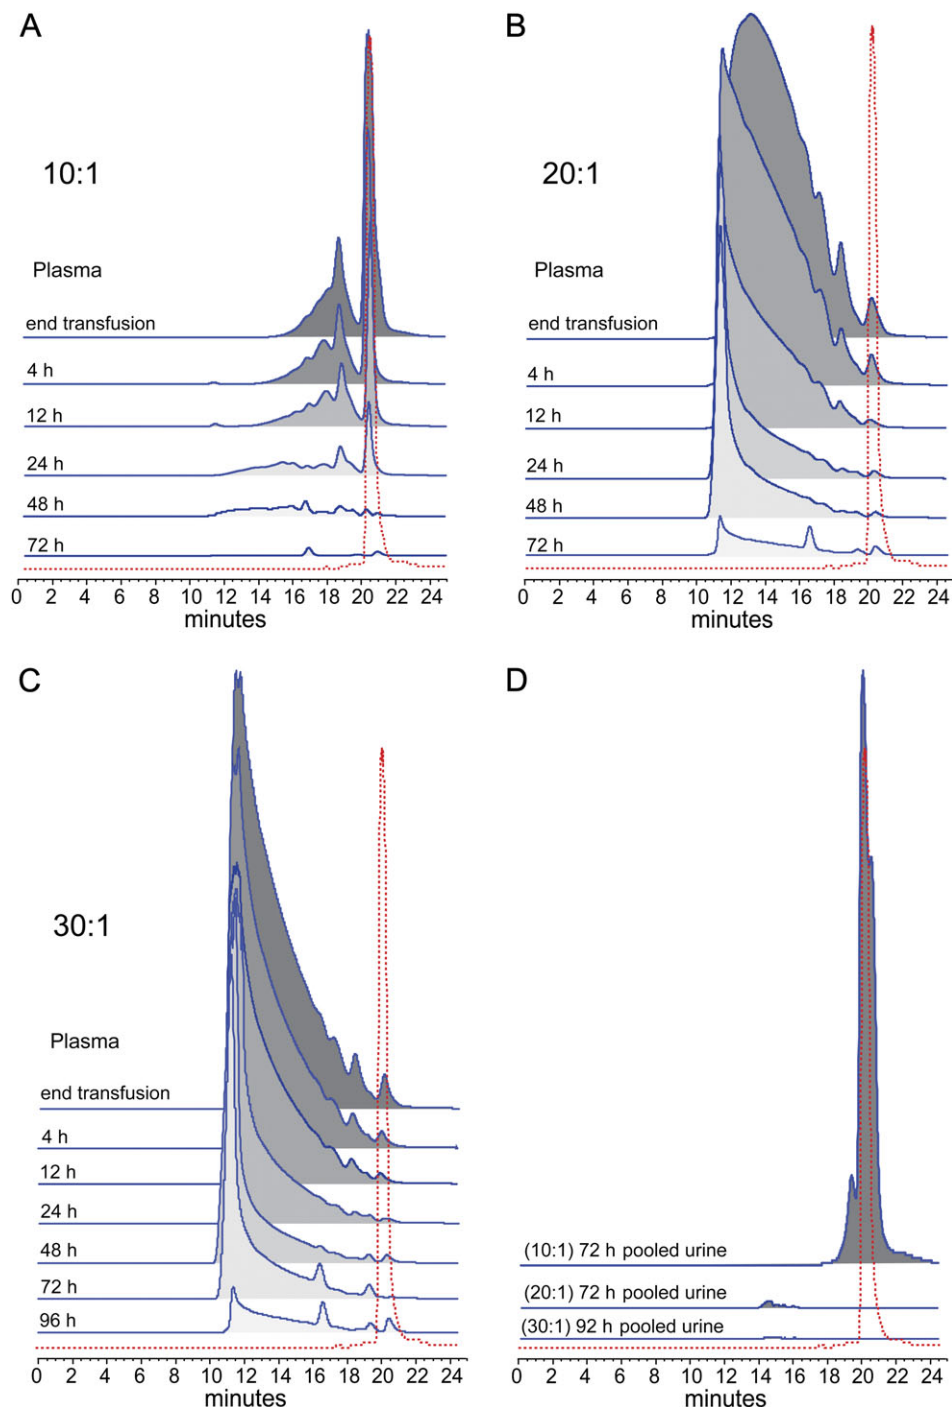 A
10:1
Plasma
end transfusion
4 h
12 h
24 h
48 h
72 h
0 2 4 6 8 10 12 14 16 18 20 22 24
minutes
B
20:1
Plasma
end transfusion
4 h
12 h
24 h
48 h
72 h
0 2 4 6 8 10 12 14 16 18 20 22 24
minutes
C
30:1
Plasma
end transfusion
4 h
12 h
24 h
48 h
72 h
96 h
0 2 4 6 8 10 12 14 16 18 20 22 24
minutes
D
(10:1) 72 h pooled urine
(20:1) 72 h pooled urine
(30:1) 92 h pooled urine
0 2 4 6 8 10 12 14 16 18 20 22 24
minutes